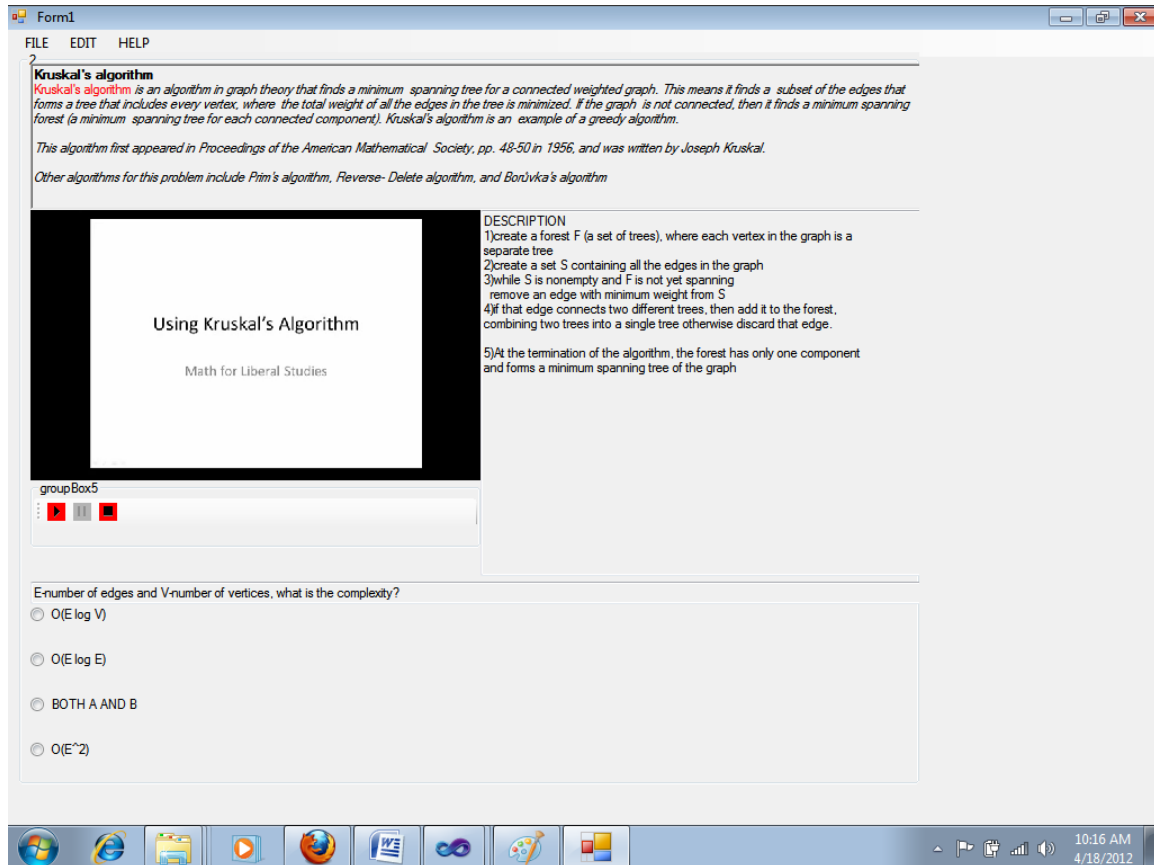 Form1
FILE EDIT HELP
2
Kruskal's algorithm
Kruskal's algorithm is an algorithm in graph theory that finds a minimum spanning tree for a connected weighted graph. This means it finds a subset of the edges that
forms a tree that includes every vertex, where the total weight of all the edges in the tree is minimized. If the graph is not connected, then it finds a minimum spanning
forest (a minimum spanning tree for each connected component). Kruskal's algorithm is an example of a greedy algorithm.
This algorithm first appeared in Proceedings of the American Mathematical Society, pp. 48-50 in 1956, and was written by Joseph Kruskal.
Other algorithms for this problem include Prim's algorithm, Reverse- Delete algorithm, and Borůvka's algorithm
Using Kruskal's Algorithm
Math for Liberal Studies
groupBox5
DESCRIPTION
1)create a forest F (a set of trees), where each vertex in the graph is a
separate tree
2)create a set S containing all the edges in the graph
3)while S is nonempty and F is not yet spanning
remove an edge with minimum weight from S
4)if that edge connects two different trees, then add it to the forest,
combining two trees into a single tree otherwise discard that edge.
5)At the termination of the algorithm, the forest has only one component
and forms a minimum spanning tree of the graph
E-number of edges and V-number of vertices, what is the complexity?
O(E log V)
O(E log E)
BOTH A AND B
O(E^2)
10:16 AM
4/18/2012